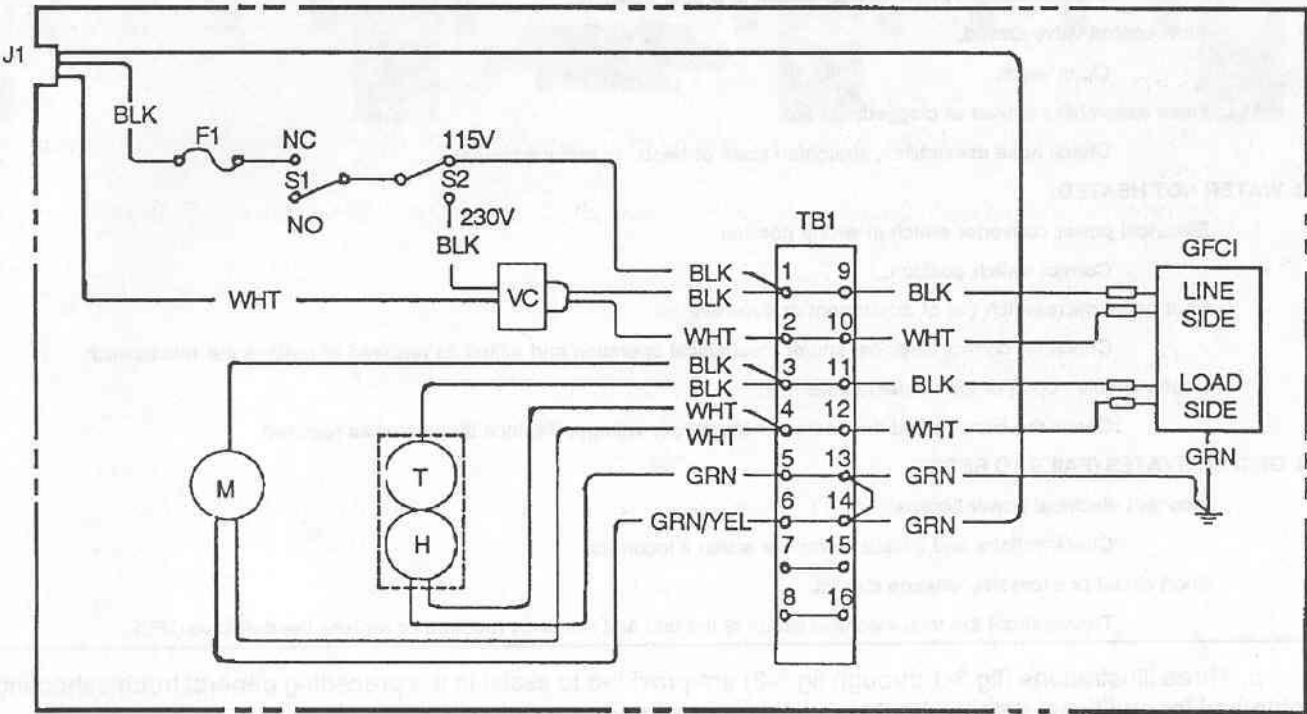 J1
BLK
F1
NC
115V
S1
S2
NO
230V
BLK
WATER NOT HEATED
TB1
GFCI
WHT
VC
BLK
1
9
BLK
BLK
LINE
SIDE
2
10
WHT
WHT
BLK
3
11
BLK
BLK
LOAD
SIDE
WHT
4
12
WHT
WHT
M
T
H
GRN
5
13
GRN
GRN
GRN/YEL
6
14
GRN
7
15
8
16